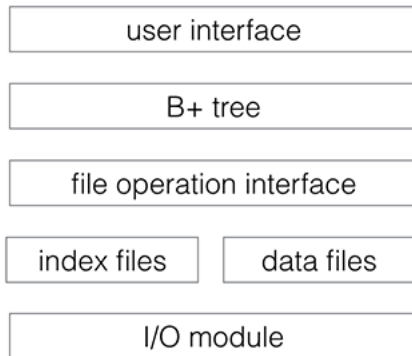 user interface
B+ tree
file operation interface
index files
data files
I/O module